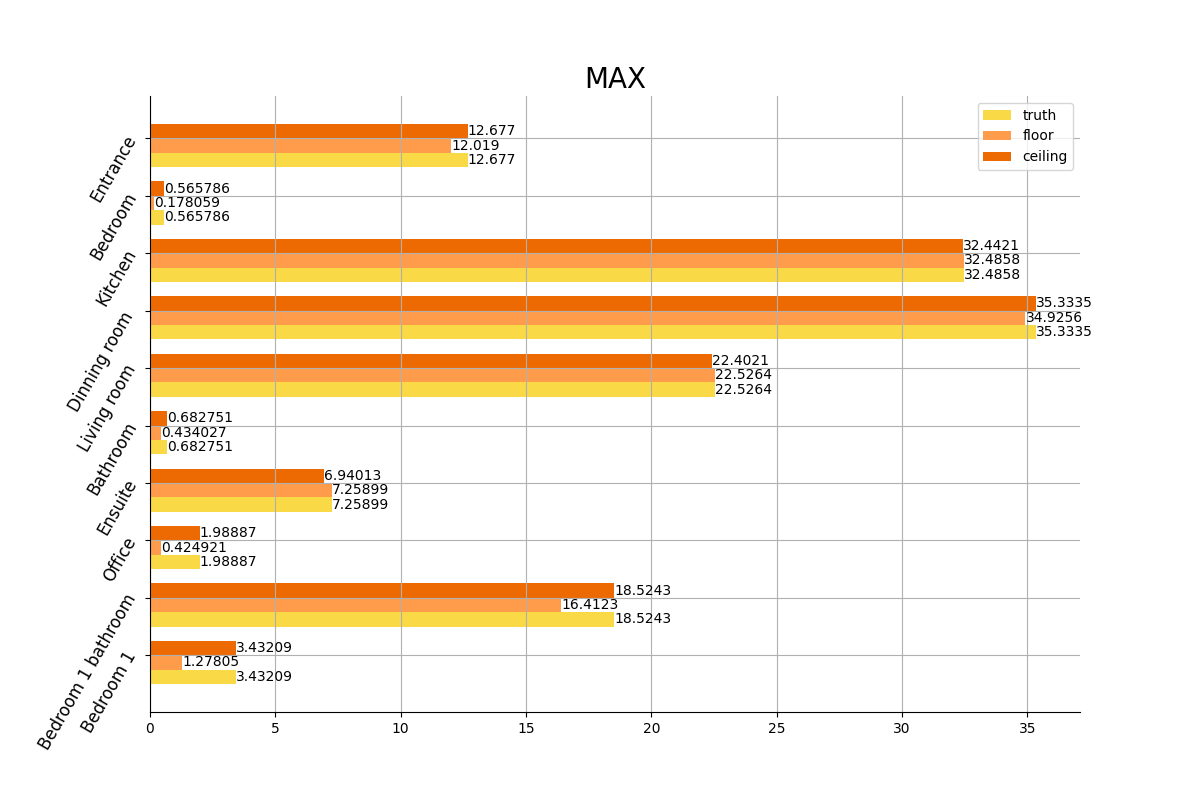 MAX
truth
floor
ceiling
Entrance
12.677
12.019
12.677
Bedroom
0.565786
0.178059
0.565786
Kitchen
32.4421
32.4858
32.4858
Dinning room
35.3335
34.9256
35.3335
Living room
22.4021
22.5264
22.5264
Bathroom
0.682751
0.434027
0.682751
Ensuite
6.94013
7.25899
7.25899
Office
1.98887
0.424921
1.98887
Bedroom 1 bathroom
18.5243
16.4123
18.5243
Bedroom 1
3.43209
1.27805
3.43209
0 5 10 15 20 25 30 35